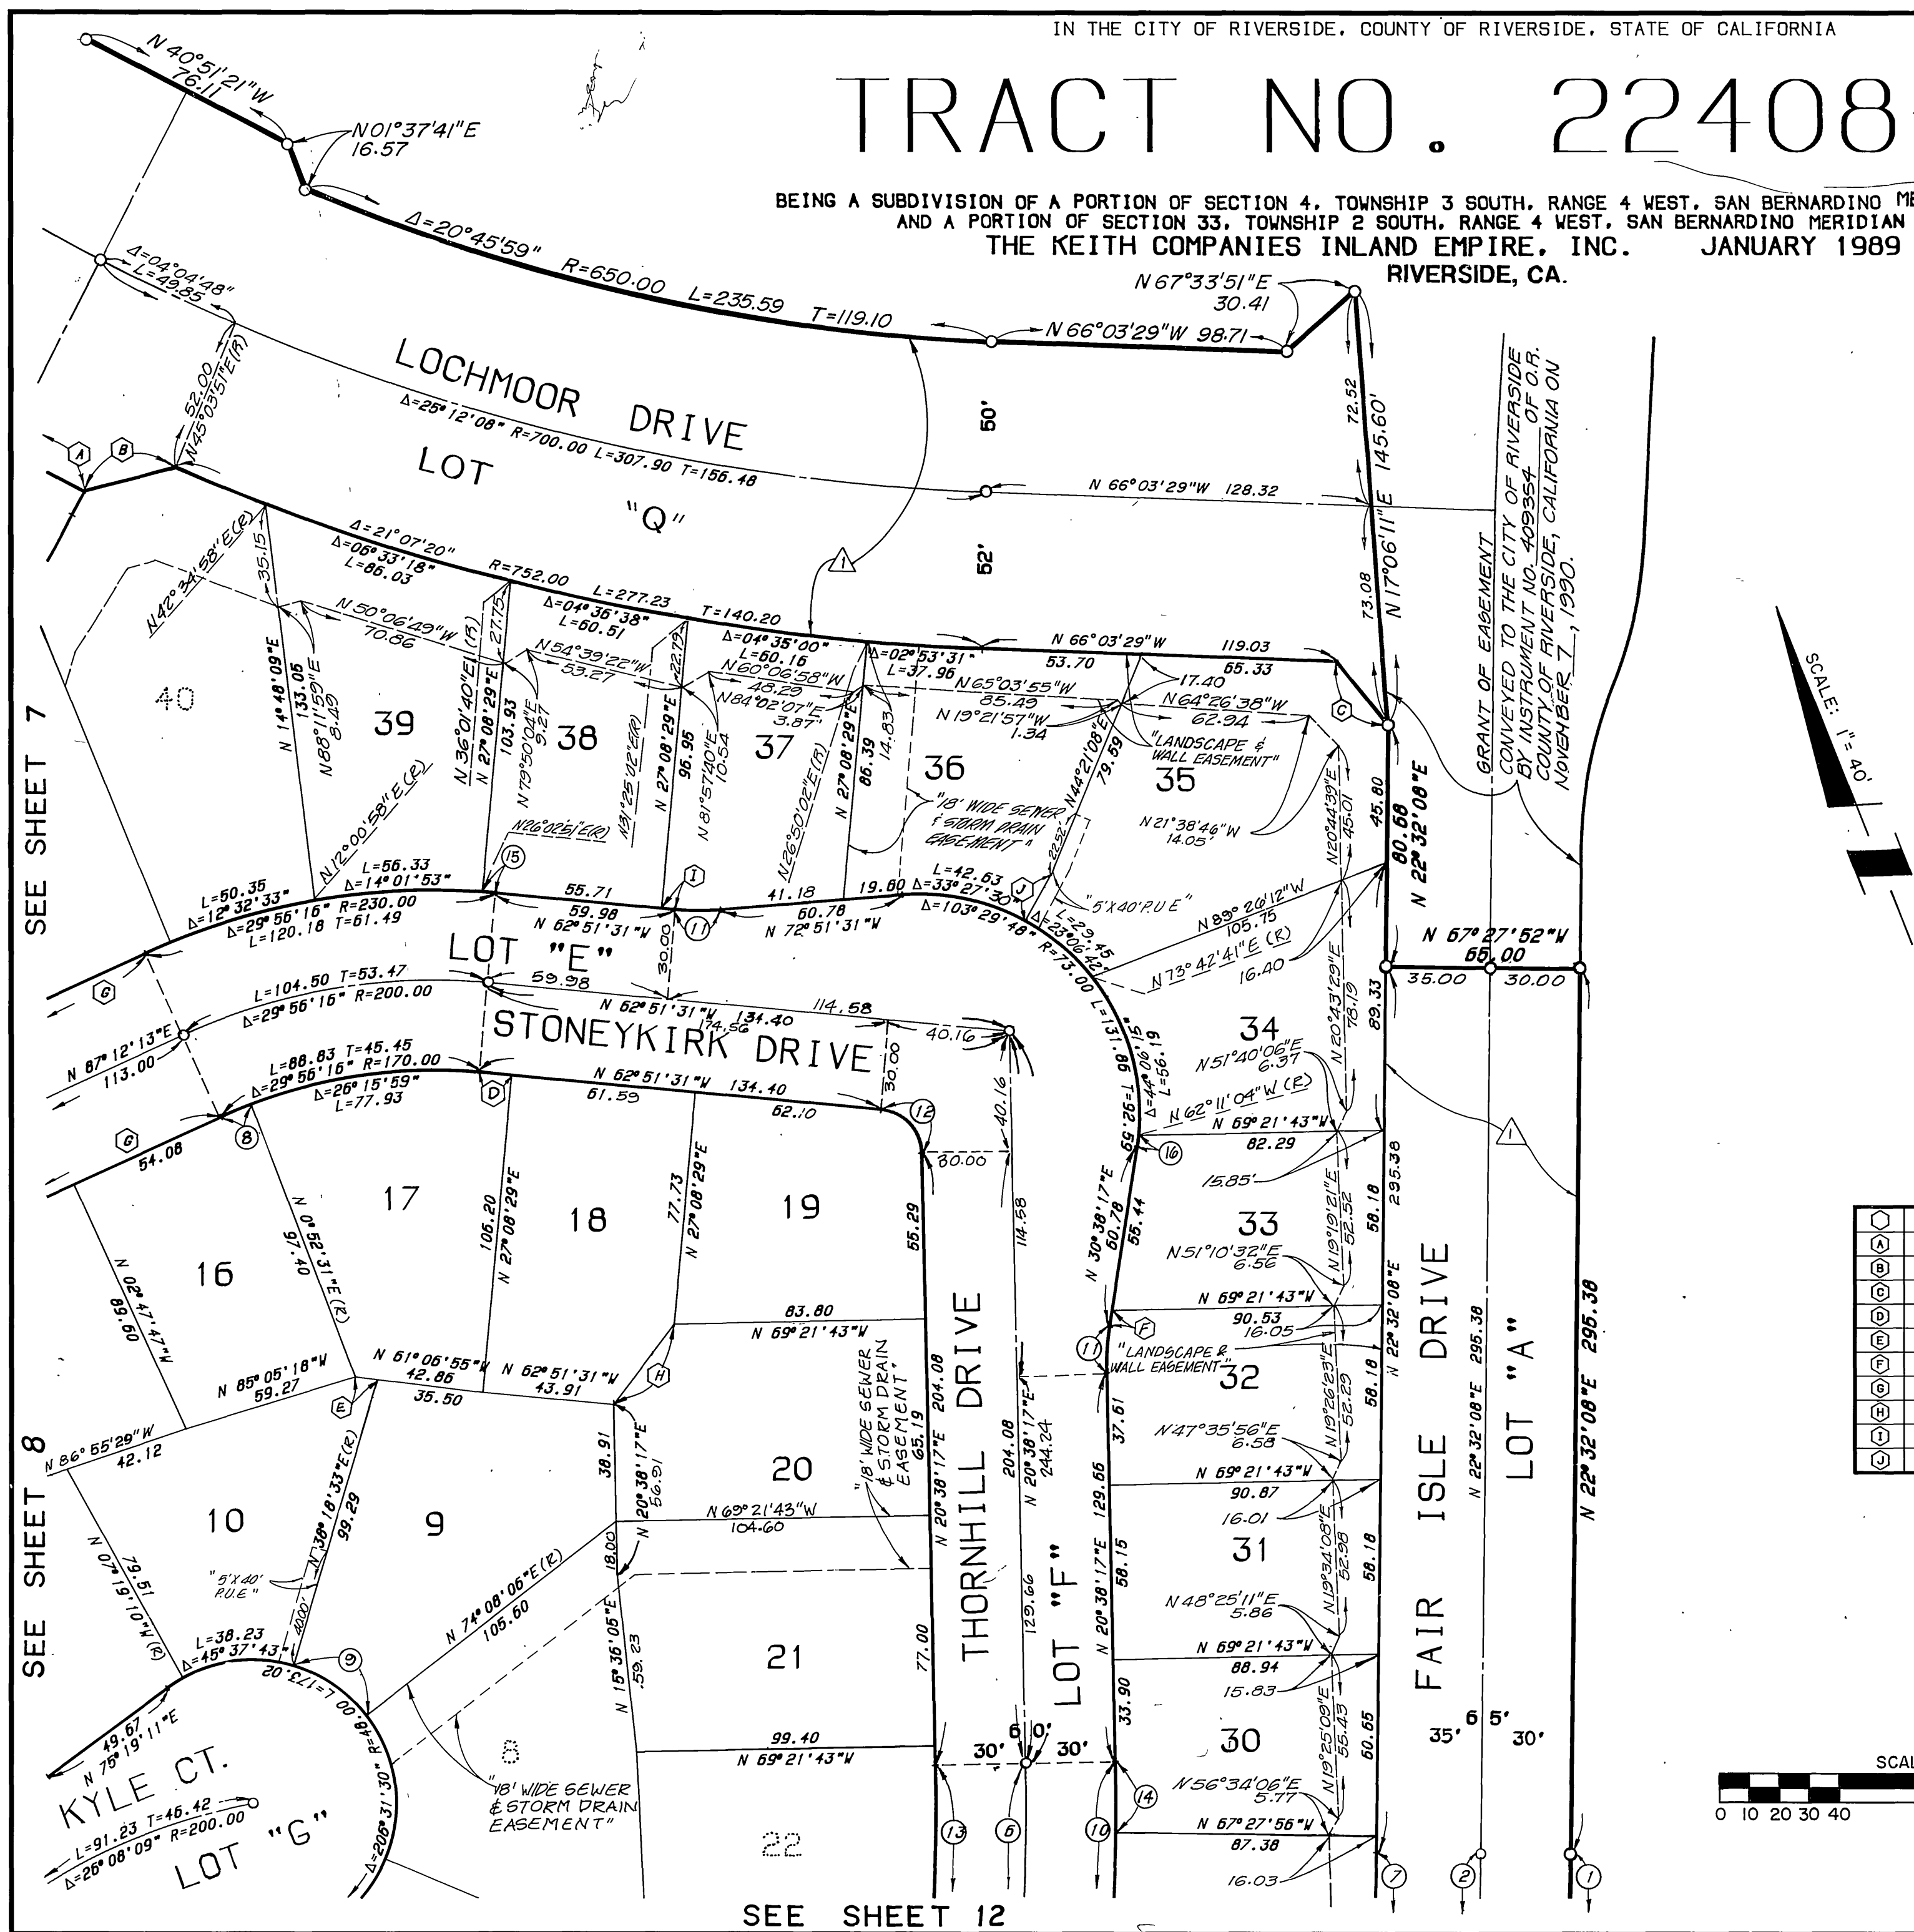 IN THE CITY OF RIVERSIDE. COUNTY OF RIVERSIDE. STATE OF CALIFORNIA
TRACT NO. 22408
BEING A SUBDIVISION OF A PORTION OF SECTION 4. TOWNSHIP 3 SOUTH. RANGE 4 WEST. SAN BERNARDINO ME
AND A PORTION OF SECTION 33. TOWNSHIP 2 SOUTH. RANGE 4 WEST. SAN BERNARDINO MERIDIAN
THE KEITH COMPANIES INLAND EMPIRE. INC. JANUARY 1989
RIVERSIDE, CA.
N 40°51'21"W
76.11
N01°37'41"E
16.57
Δ=20°45'59" R=650.00 L=235.59 T=119.10
N 67°33'51"E
30.41
N 66°03'29"W 98.71
Δ=04°04'48"
L=49.85
52.00
N45°03'51"E(R)
LOCHMOOR DRIVE
Δ=25°12'08" R=700.00 L=307.90 T=156.48
LOT
"Q"
50'
52'
N 66°03'29"W 128.32
72.52
73.08
N 17°06'11"E 145.60'
GRANT OF EASEMENT
CONVEYED TO THE CITY OF RIVERSIDE
BY INSTRUMENT NO. 409354 OF O.R.
COUNTY OF RIVERSIDE, CALIFORNIA ON
NOVEMBER 7, 1990.
SCALE: 1"= 40'
A
B
1
Δ=21°07'20" R=752.00 L=277.23 T=140.20
Δ=06°33'18"
L=86.03
Δ=04°36'38"
L=60.51
Δ=04°35'00"
L=60.16
Δ=02°53'31"
L=37.96
N 66°03'29"W 119.03
53.70
65.33
N42°34'58"E(R)
35.15
N 50°06'49"W
70.86
27.75
N54°39'22"W
53.27
22.79
N60°06'58"W
48.29
N84°02'07"E
3.87'
14.83
N65°03'55"W
85.49
N 19°21'57"W
1.34
17.40
N64°26'38"W
62.94
C
"LANDSCAPE &
WALL EASEMENT"
SEE SHEET 7
40
N 14°48'09"E
133.05
N88°11'59"E
8.49
39
N 36°01'40"E (R)
N 27°08'29"E
103.93
N79°50'04"E
9.27
38
N31°25'02"E(R)
N 27°08'29"E
96.95
N 81°57'40"E
10.54
37
N26°50'02"E(R)
N 27°08'29"E
86.39
36
"18' WIDE SEWER
& STORM DRAIN
EASEMENT"
N44°21'08"E
79.59
22.52'
35
N 21°38'46"W
14.05'
N20°44'39"E
45.01
45.80
80.68
N 22°32'08"E
N12°00'58"E(R)
N26°02'51"E(R)
15
I
J
L=50.35
Δ=12°32'33"
L=56.33
Δ=14°01'53"
Δ=29°56'16" R=230.00
L=120.18 T=61.49
55.71
59.98
N 62°51'31"W
11
41.18
19.60
60.78
N 72°51'31"W
L=42.63
Δ=33°27'30"
Δ=103°29'48" R=73.00 L=131.86 T=92.59
"5'X40'P.U.E"
L=29.45
Δ=23°06'42"
N 89°26'12"W
105.75
N 73°42'41"E (R)
16.40
N 67°27'52"W
65.00
35.00
30.00
LOT "E"
30.00
G
L=104.50 T=53.47
Δ=29°56'16" R=200.00
59.98
N 62°51'31"W 134.40
174.56
114.58
40.16
STONEYKIRK DRIVE
N 87°12'13"E
113.00
L=88.83 T=45.45
Δ=29°56'16" R=170.00
Δ=26°15'59"
L=77.93
D
N 62°51'31"W 134.40
61.59
62.10
30.00
12
40.16
30.00
34
N20°43'29"E
78.19
89.33
N51°40'06"E
6.37
Δ=44°06'15"
L=56.19
N 62°11'04"W (R)
N 69°21'43"W
82.29
16
15.85'
G
54.08
8
N 0°52'31"E (R)
97.40
17
105.20
N 27°08'29"E
18
77.73
N 27°08'29"E
19
55.29
114.58
N 30°38'17"E
60.78
55.44
33
N19°19'21"E
52.52
58.18
295.38
N51°10'32"E
6.56
1
N 69°21'43"W
90.53
16.05
F
11
16
N 02°47'47"W
89.60
83.80
N 69°21'43"W
N 85°05'18"W
59.27
N 61°06'55"W
42.86
35.50
N 62°51'31"W
43.91
E
H
"18' WIDE SEWER
& STORM DRAIN
EASEMENT"
65.19
N 20°38'17"E 204.08
THORNHILL DRIVE
204.08
N 20°38'17"E
244.24
"LANDSCAPE &
WALL EASEMENT"
32
N19°26'23"E
52.29
58.18
N 22°32'08"E
FAIR ISLE DRIVE
N 22°32'08"E 295.38
LOT "A"
N 22°32'08"E 295.38
A
B
C
D
E
F
G
H
I
J
SEE SHEET 8
N 86°55'29"W
42.12
10
N 38°18'33"E(R)
99.29
9
38.91
N 20°38'17"E
56.91
20
N 69°21'43"W
104.60
37.61
N47°35'56"E
6.58
N 69°21'43"W
90.87
16.01
79.51
N 07°19'10"W (R)
"5'X40'
P.U.E"
40.00'
18.00
N 74°08'06"E(R)
105.60
N 15°36'05"E
59.23
21
77.00
129.66
LOT "F"
N 20°38'17"E 129.66
58.15
31
N19°34'08"E
52.98
58.18
N48°25'11"E
5.86
N 69°21'43"W
88.94
15.83
L=38.23
Δ=45°37'43"
9
Δ=206°31'30" R=48.00 L=173.02
49.67
N 75°19'11"E
KYLE CT.
L=91.23 T=46.42
Δ=26°08'09" R=200.00
LOT "G"
8
"18' WIDE SEWER
& STORM DRAIN
EASEMENT"
22
99.40
N 69°21'43"W
60'
30' 30'
33.90
30
N19°25'09"E
55.43
60.65
N56°34'06"E
5.77
14
N 67°27'56"W
87.38
16.03
65'
35' 30'
13
6
10
7
2
1
SCAL
0 10 20 30 40
SEE SHEET 12